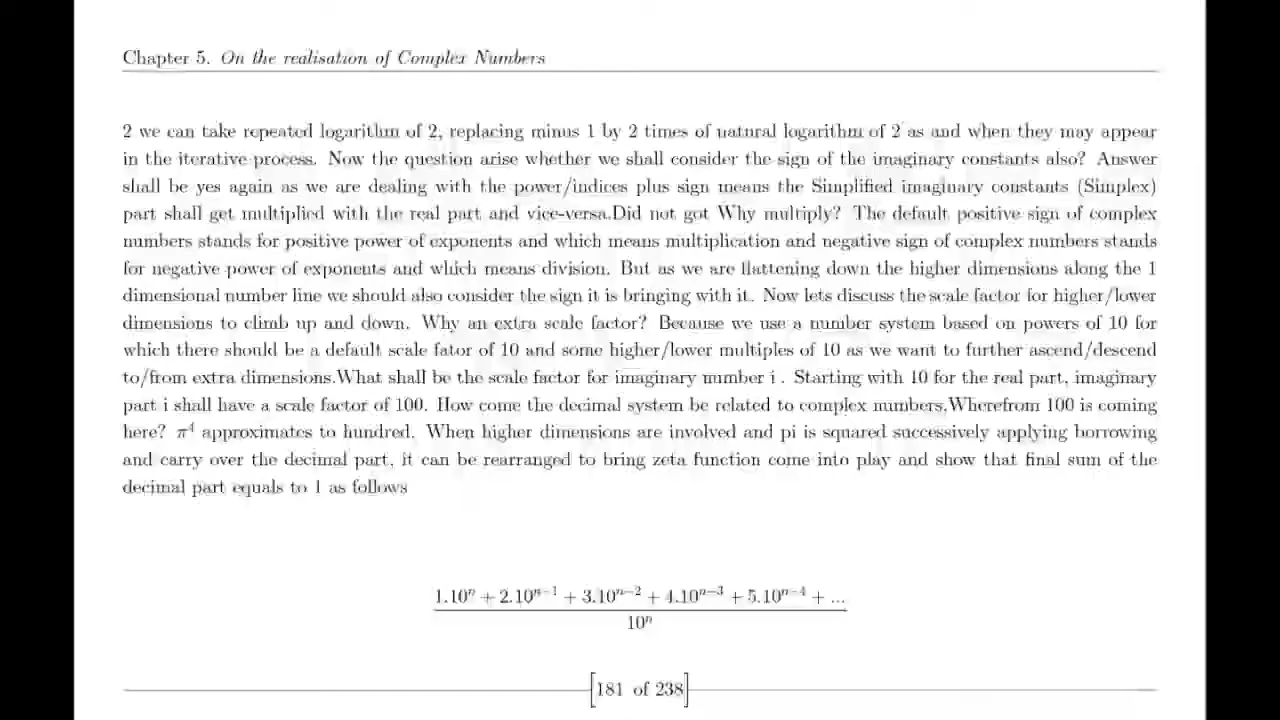 Chapter 5. On the realisation of Complex Numbers
2 we can take repeated logarithm of 2, replacing minus 1 by 2 times of natural logarithm of 2 as and when they may appear
in the iterative process. Now the question arise whether we shall consider the sign of the imaginary constants also? Answer
shall be yes again as we are dealing with the power/indices plus sign means the Simplified imaginary constants (Simplex)
part shall get multiplied with the real part and vice-versa.Did not got Why multiply? The default positive sign of complex
numbers stands for positive power of exponents and which means multiplication and negative sign of complex numbers stands
for negative power of exponents and which means division. But as we are flattening down the higher dimensions along the 1
dimensional number line we should also consider the sign it is bringing with it. Now lets discuss the scale factor for higher/lower
dimensions to climb up and down. Why an extra scale factor? Because we use a number system based on powers of 10 for
which there should be a default scale fator of 10 and some higher/lower multiples of 10 as we want to further ascend/descend
to/from extra dimensions.What shall be the scale factor for imaginary number i . Starting with 10 for the real part, imaginary
part i shall have a scale factor of 100. How come the decimal system be related to complex numbers.Wherefrom 100 is coming
here? π⁴ approximates to hundred. When higher dimensions are involved and pi is squared successively applying borrowing
and carry over the decimal part, it can be rearranged to bring zeta function come into play and show that final sum of the
decimal part equals to 1 as follows
1.10ⁿ + 2.10ⁿ⁻¹ + 3.10ⁿ⁻² + 4.10ⁿ⁻³ + 5.10ⁿ⁻⁴ + ...
10ⁿ
[181 of 238]